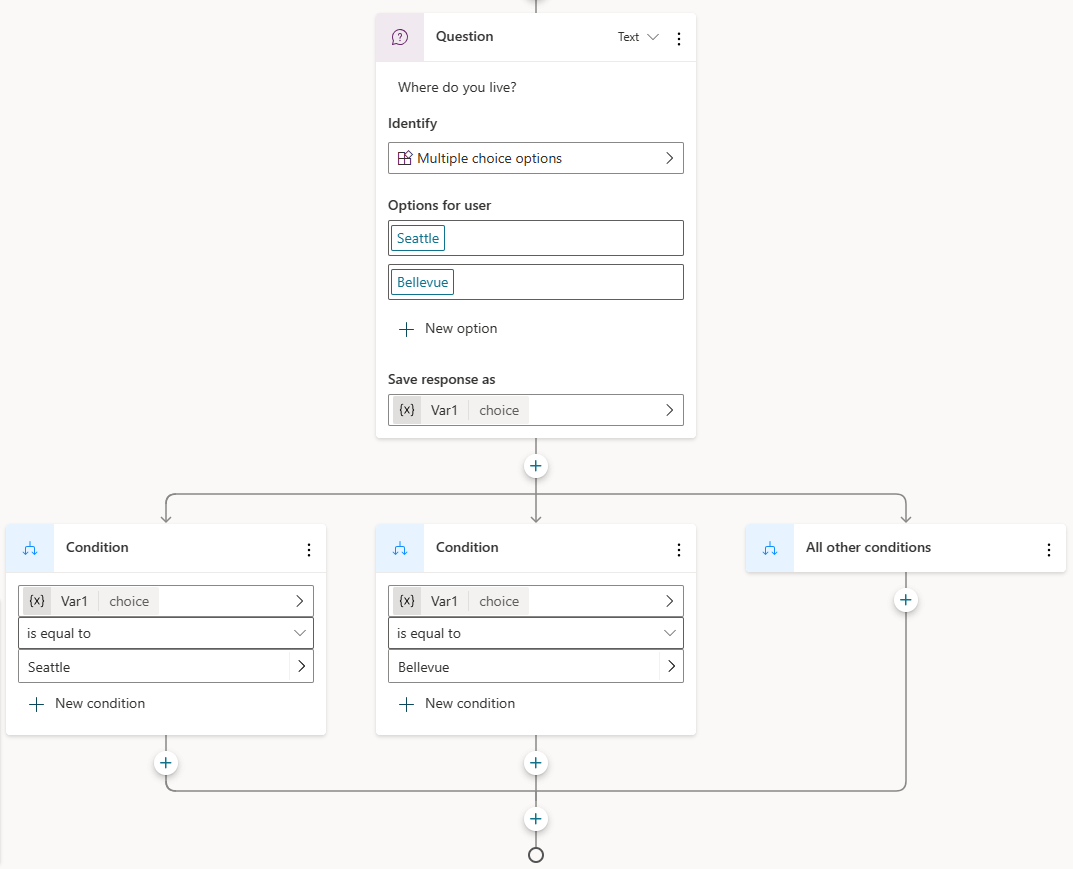 Question Text
Where do you live?
Identify
Multiple choice options
Options for user
Seattle
Bellevue
New option
Save response as
{x} Var1 choice
Condition
{x} Var1 choice
is equal to
Seattle
New condition
Condition
{x} Var1 choice
is equal to
Bellevue
New condition
All other conditions